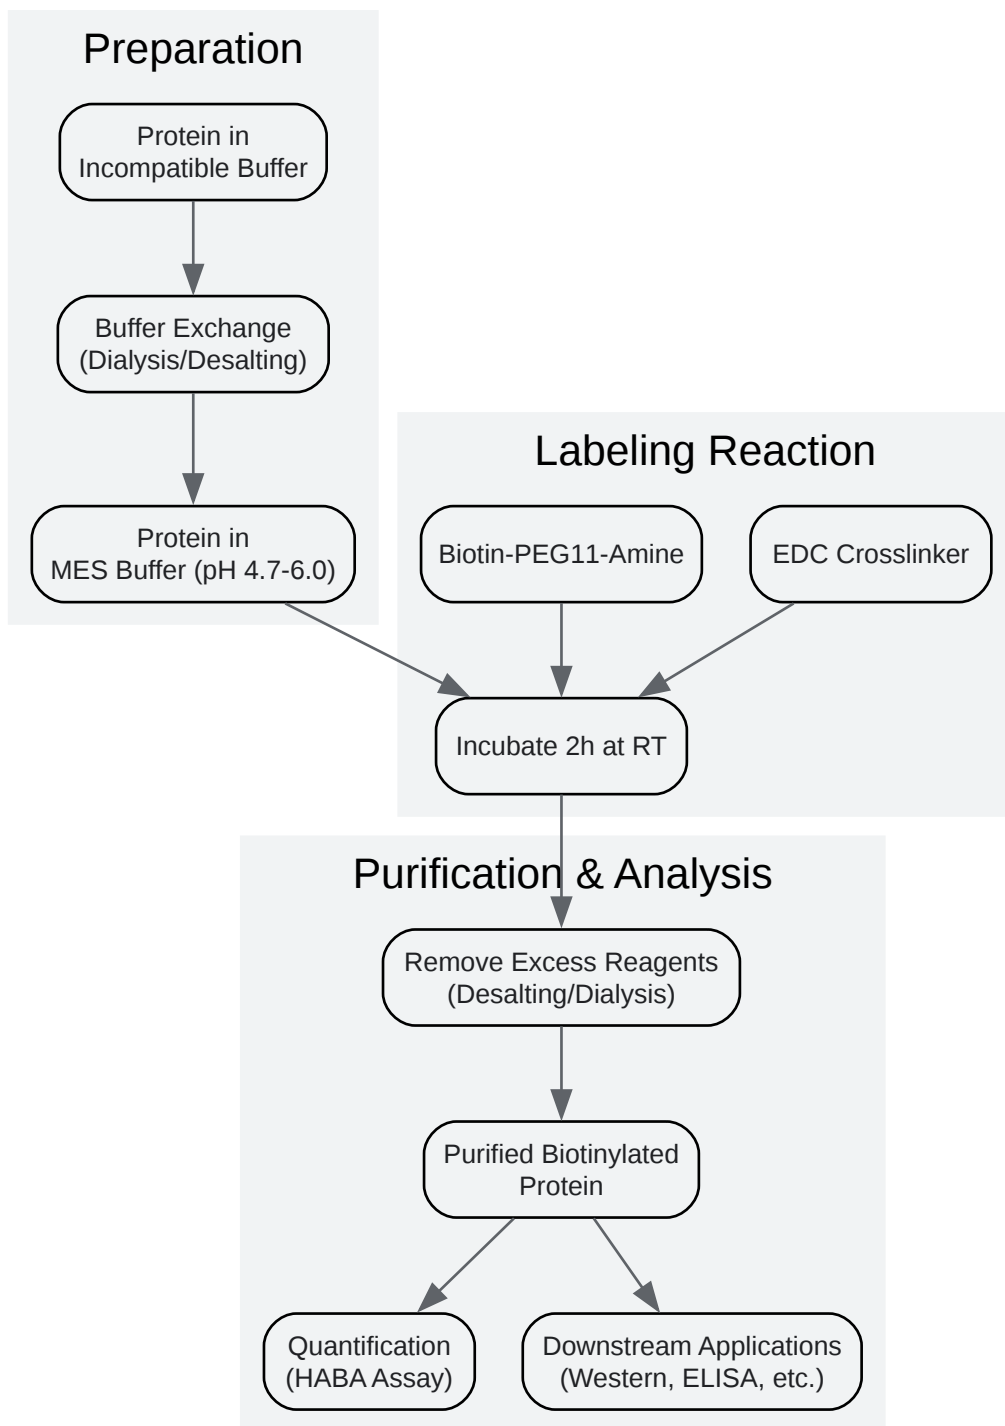 Preparation
Protein in
Incompatible Buffer
Buffer Exchange
(Dialysis/Desalting)
Protein in
MES Buffer (pH 4.7-6.0)
Labeling Reaction
Biotin-PEG11-Amine
EDC Crosslinker
Incubate 2h at RT
Purification & Analysis
Remove Excess Reagents
(Desalting/Dialysis)
Purified Biotinylated
Protein
Quantification
(HABA Assay)
Downstream Applications
(Western, ELISA, etc.)